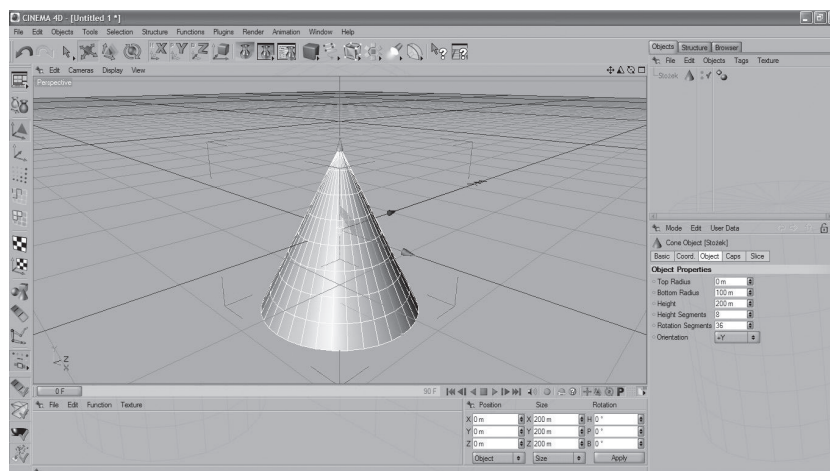 CINEMA 4D - [Untitled 1 *]
File Edit Objects Tools Selection Structure Functions Plugins Render Animation Window Help
Objects Structure Browser
File Edit Objects Tags Texture
Stożek
Edit Cameras Display View
Perspective
Z
X
Mode Edit User Data
Cone Object [Stożek]
Basic Coord. Object Caps Slice
Object Properties
Top Radius 0 m
Bottom Radius 100 m
Height 200 m
Height Segments 8
Rotation Segments 36
Orientation +Y
0 F 90 F P
File Edit Function Texture
Position Size Rotation
X 0 m X 200 m H 0 °
Y 0 m Y 200 m P 0 °
Z 0 m Z 200 m B 0 °
Object Size Apply